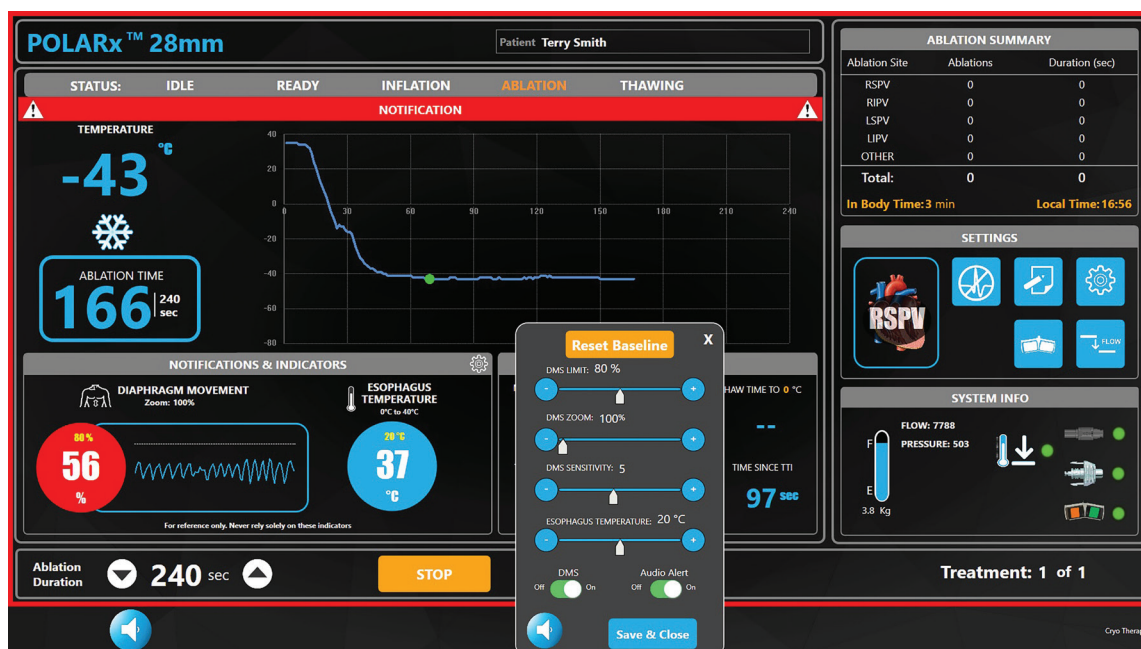 POLARx™ 28mm
Patient Terry Smith
STATUS: IDLE READY INFLATION ABLATION THAWING
NOTIFICATION
TEMPERATURE
-43 °C
ABLATION TIME
166 240 sec
40
20
0
-20
-40
-60
-80
0 30 60 90 120 150 180 210 240
NOTIFICATIONS & INDICATORS
DIAPHRAGM MOVEMENT
Zoom: 100%
80 %
56
%
ESOPHAGUS
TEMPERATURE
0°C to 40°C
20 °C
37
°C
For reference only. Never rely solely on these indicators
HAW TIME TO 0 °C
--
TIME SINCE TTI
97 sec
Reset Baseline X
DMS LIMIT: 80 %
- +
DMS ZOOM: 100%
- +
DMS SENSITIVITY: 5
- +
ESOPHAGUS TEMPERATURE: 20 °C
- +
DMS Audio Alert
Off On Off On
Save & Close
Ablation
Duration
240 sec
STOP
Treatment: 1 of 1
ABLATION SUMMARY
Ablation Site Ablations Duration (sec)
RSPV 0 0
RIPV 0 0
LSPV 0 0
LIPV 0 0
OTHER 0 0
Total: 0 0
In Body Time: 3 min Local Time: 16:56
SETTINGS
RSPV
FLOW
SYSTEM INFO
FLOW: 7788
PRESSURE: 503
F
E
3.8 Kg
Cryo Therap